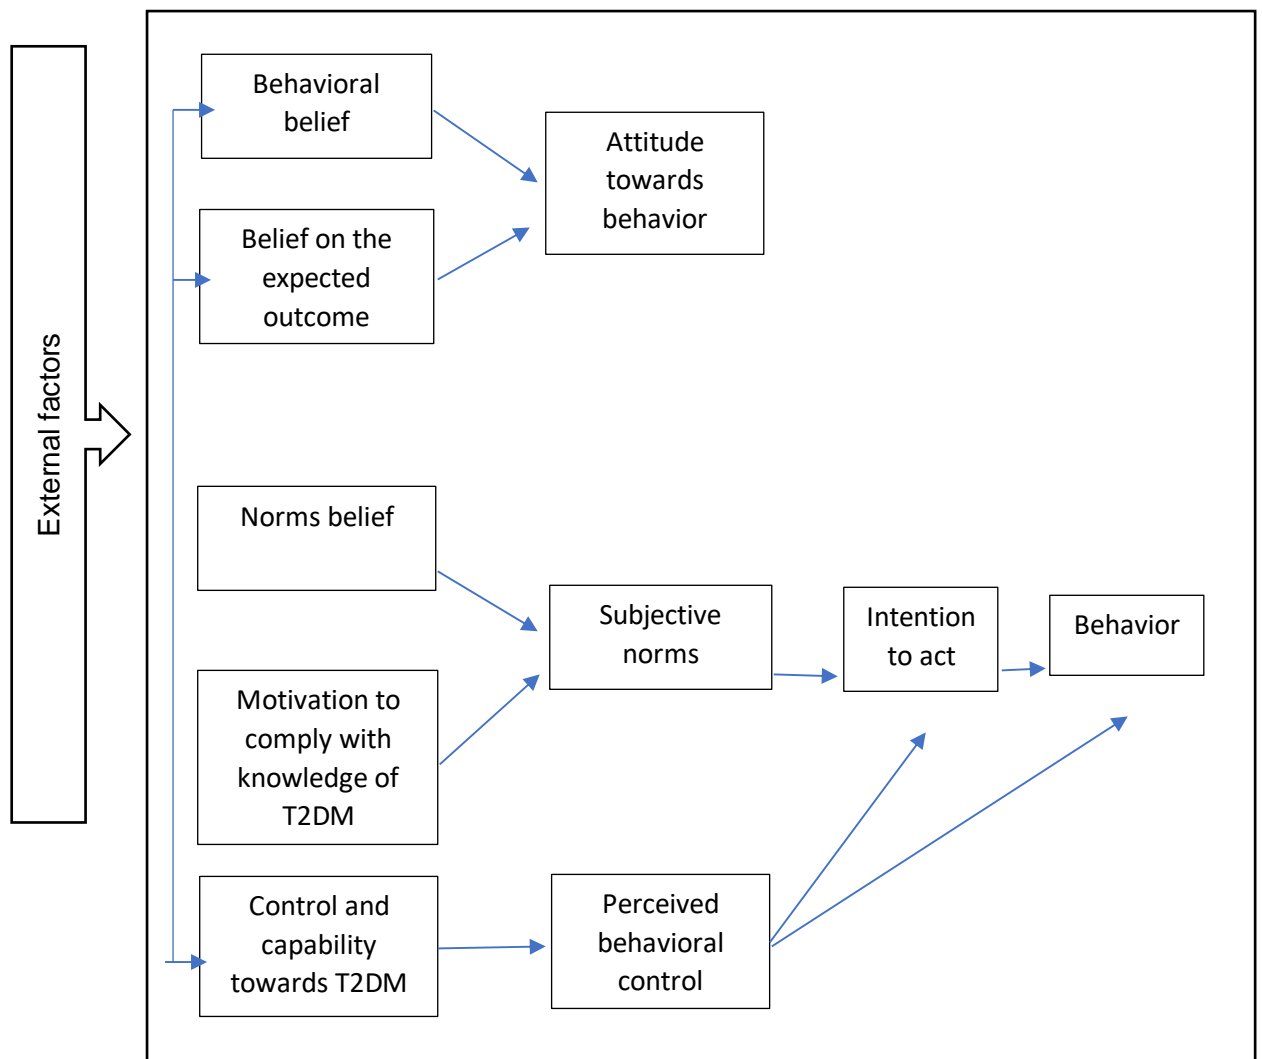 External factors
Behavioral
belief
Attitude
towards
behavior
Belief on the
expected
outcome
Norms belief
Subjective
norms
Intention
to act
Behavior
Motivation to
comply with
knowledge of
T2DM
Control and
capability
towards T2DM
Perceived
behavioral
control